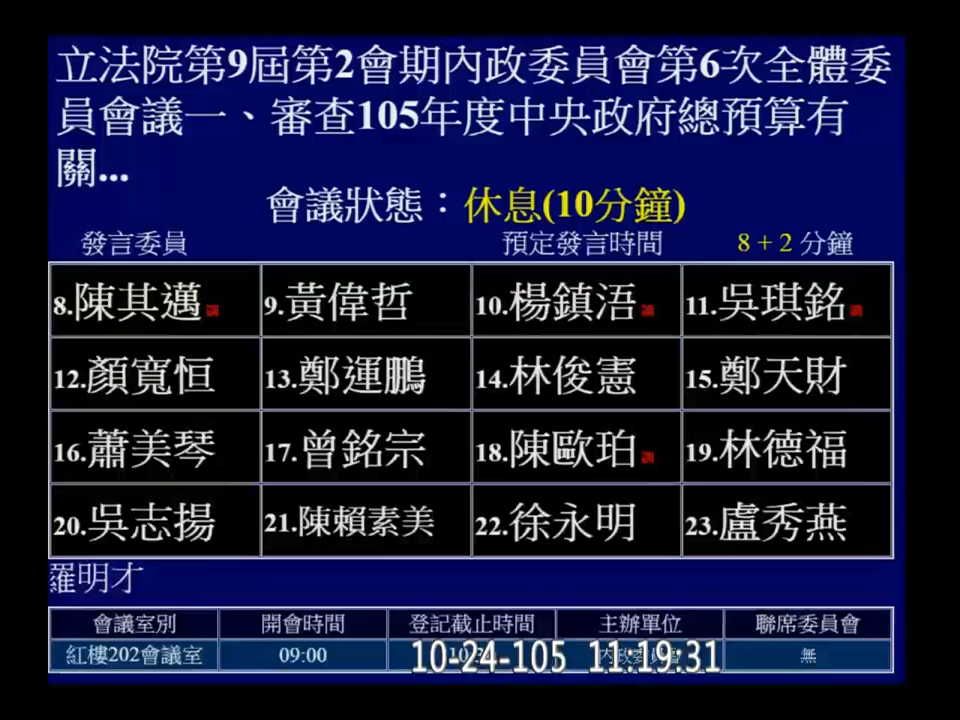 立法院第9屆第2會期內政委員會第6次全體委
員會議一、審查105年度中央政府總預算有
關...
會議狀態：休息(10分鐘)
發言委員 預定發言時間 8 + 2 分鐘
8.陳其邁 9.黃偉哲 10.楊鎮浯 11.吳琪銘
12.顏寬恒 13.鄭運鵬 14.林俊憲 15.鄭天財
16.蕭美琴 17.曾銘宗 18.陳歐珀 19.林德福
20.吳志揚 21.陳賴素美 22.徐永明 23.盧秀燕
羅明才
會議室別 開會時間 登記截止時間 主辦單位 聯席委員會
紅樓202會議室 09:00 無
10-24-105 11:19:31